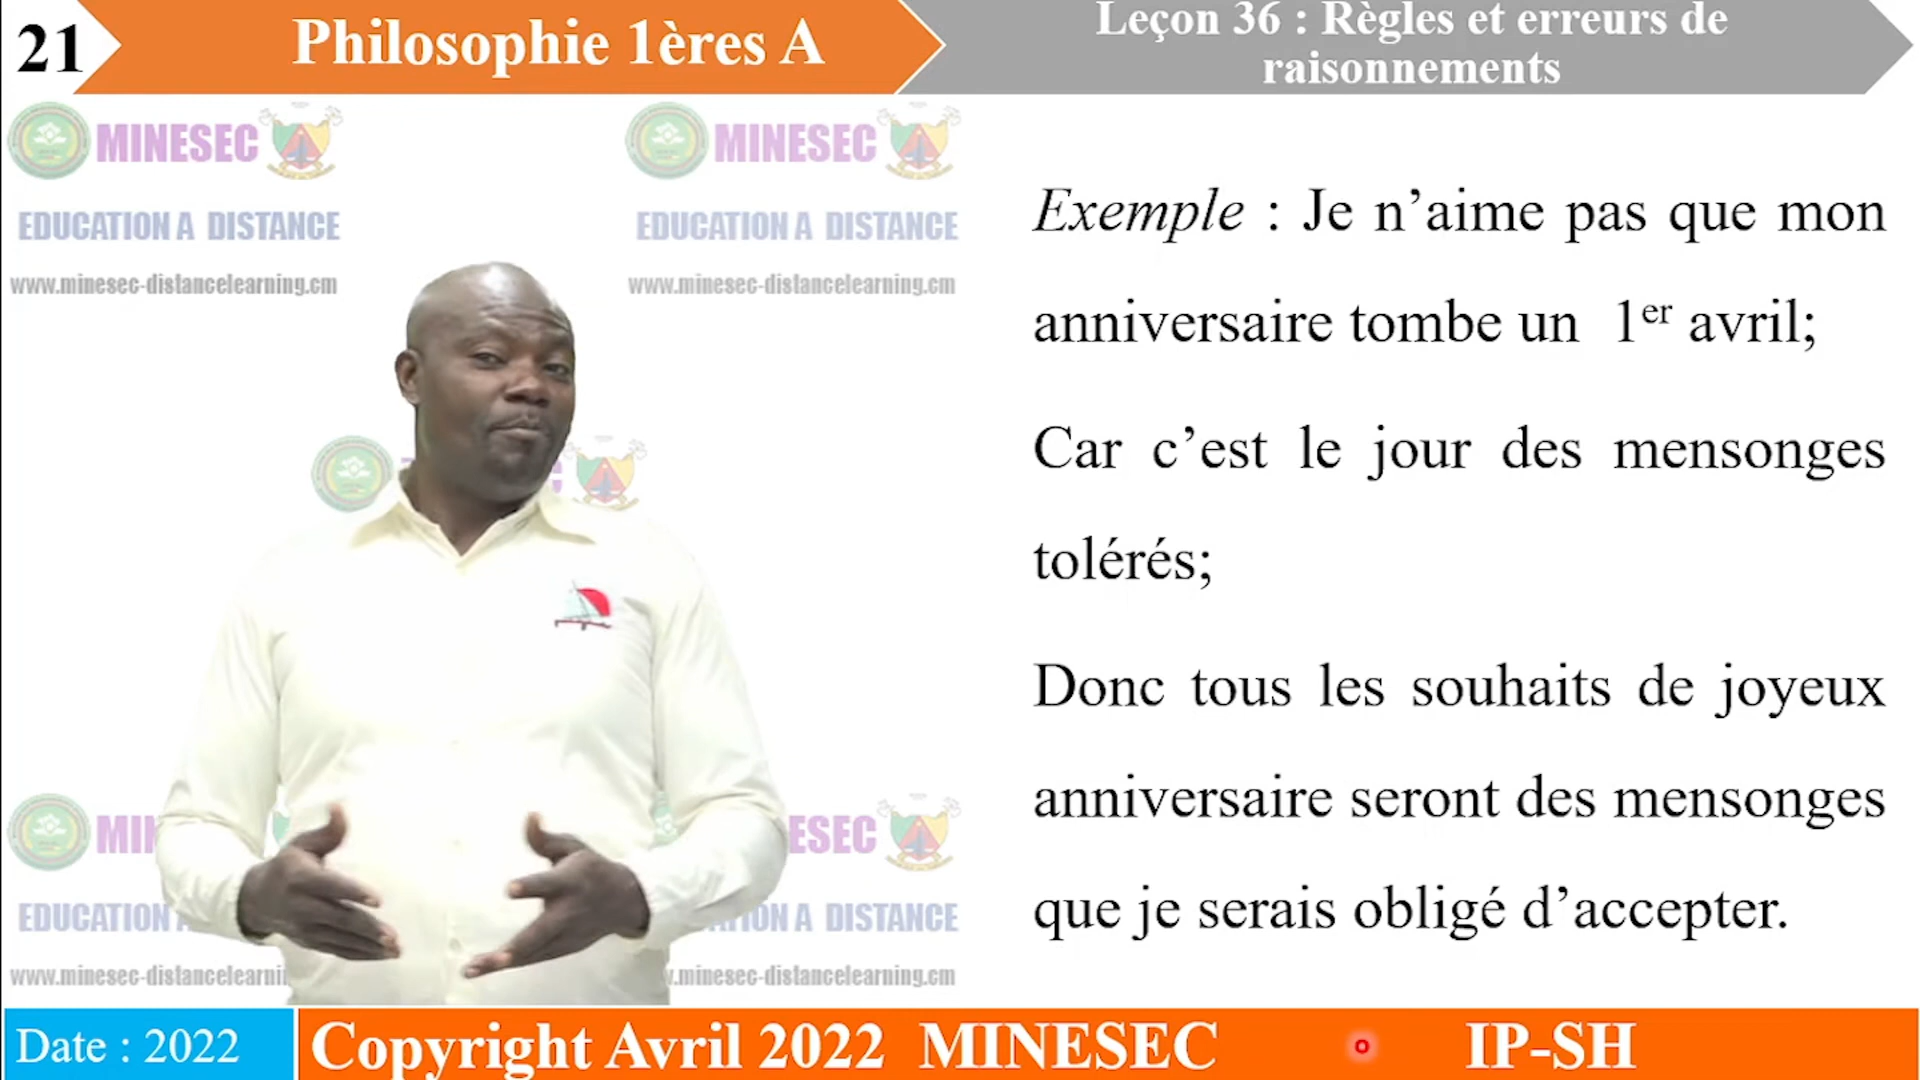 21
Philosophie 1ères A
Leçon 36 : Règles et erreurs de
raisonnements
MINESEC
MINESEC
EDUCATION A DISTANCE
EDUCATION A DISTANCE
www.minesec-distancelearning.cm
www.minesec-distancelearning.cm
Exemple : Je n’aime pas que mon
anniversaire tombe un 1er avril;
Car c’est le jour des mensonges
tolérés;
Donc tous les souhaits de joyeux
anniversaire seront des mensonges
que je serais obligé d’accepter.
MIN
ESEC
EDUCATION A
ION A DISTANCE
www.minesec-distancelearni
.minesec-distancelearning.cm
Date : 2022
Copyright Avril 2022 MINESEC
IP-SH